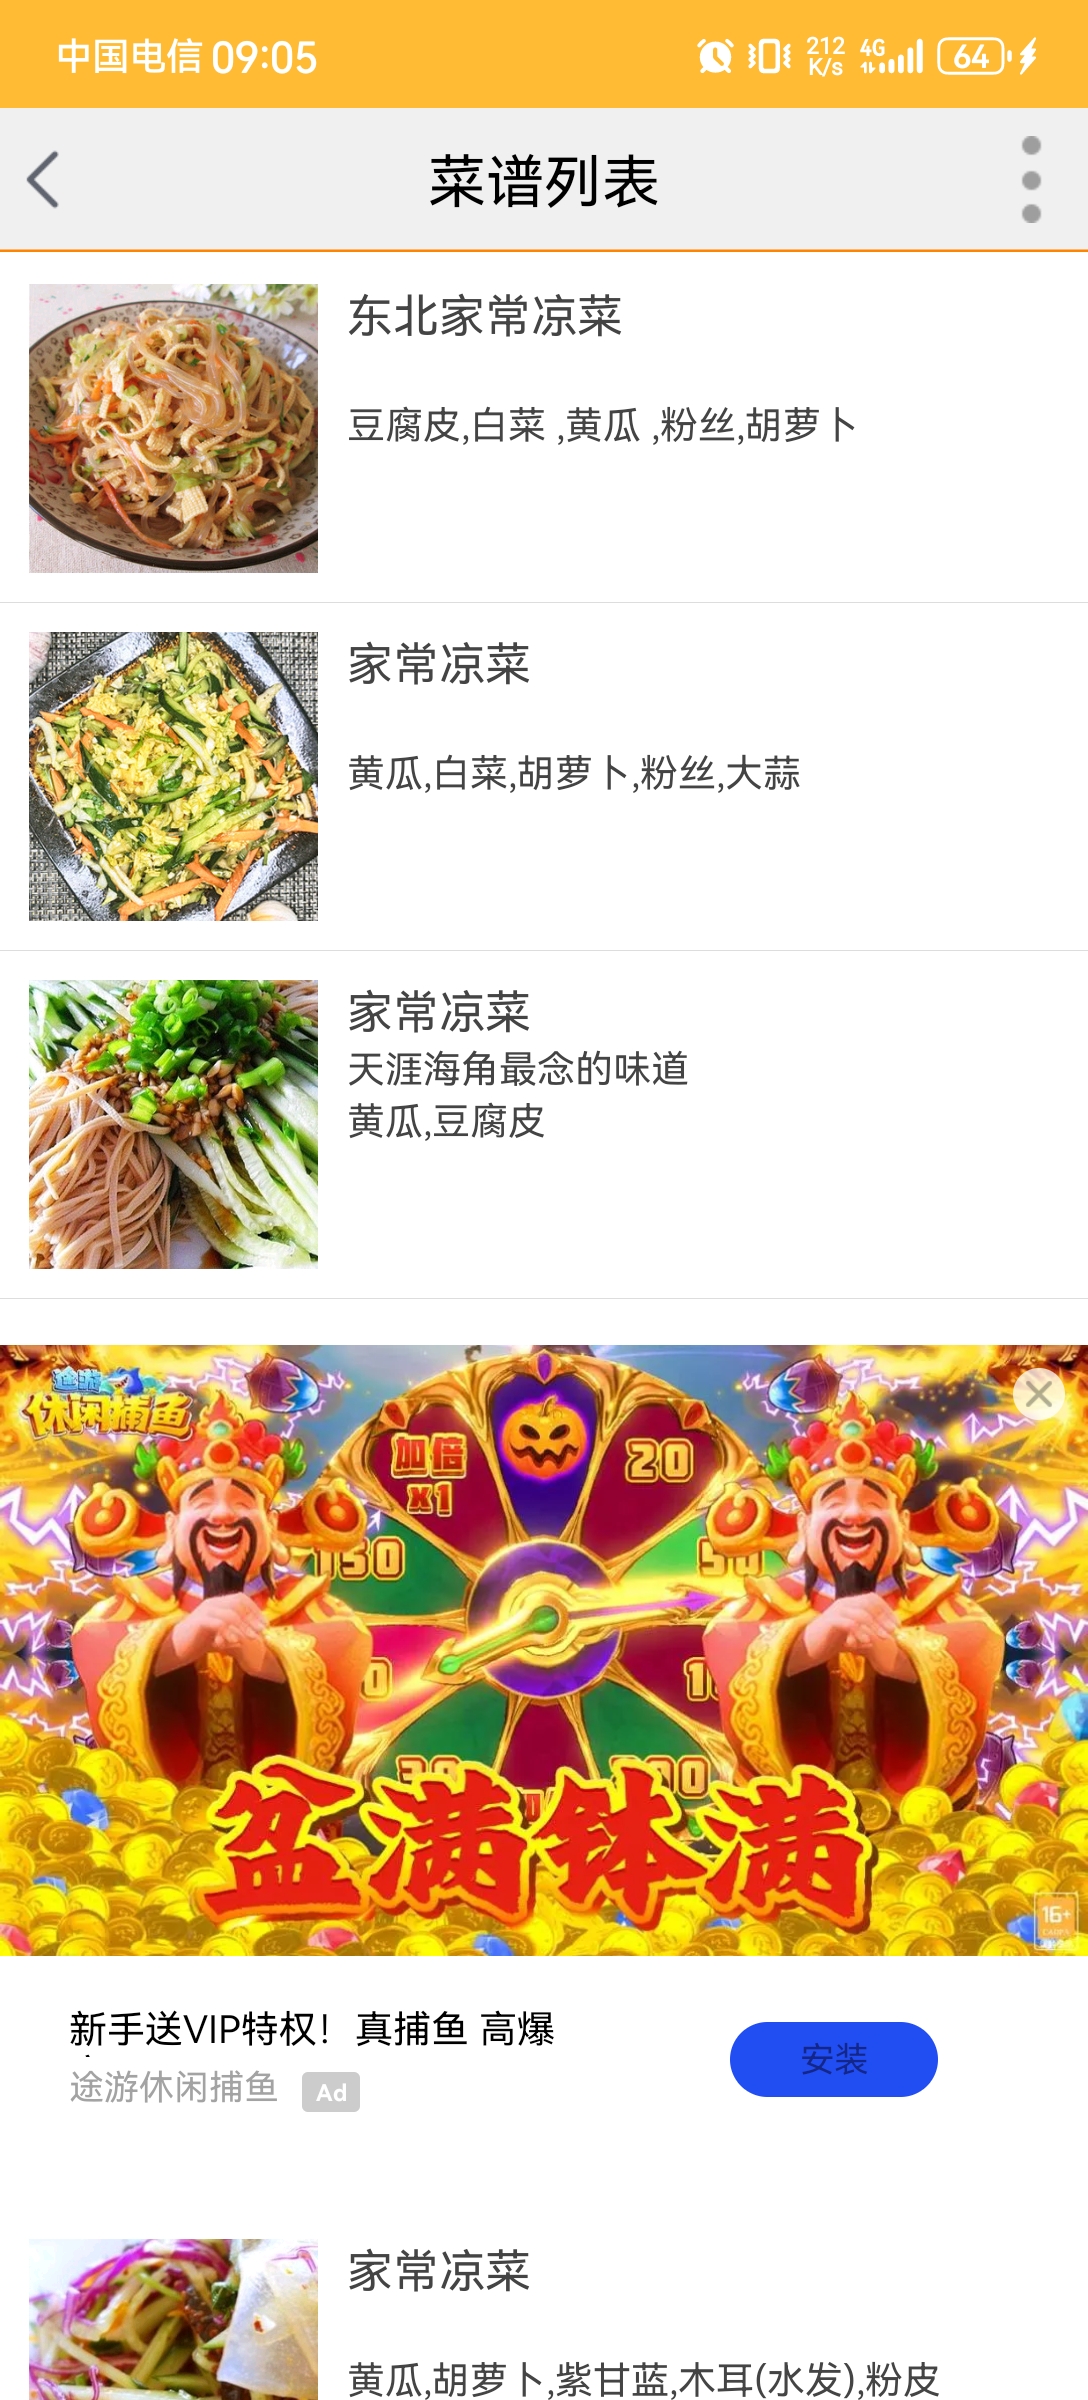 中国电信 09:05
212 K/s 4G 64
菜谱列表
东北家常凉菜
豆腐皮,白菜 ,黄瓜 ,粉丝,胡萝卜
家常凉菜
黄瓜,白菜,胡萝卜,粉丝,大蒜
家常凉菜
天涯海角最念的味道
黄瓜,豆腐皮
途游
休闲捕鱼
加倍
x1
20
150
盆满钵满
16+
新手送VIP特权！真捕鱼 高爆
途游休闲捕鱼 Ad
安装
家常凉菜
黄瓜,胡萝卜,紫甘蓝,木耳(水发),粉皮